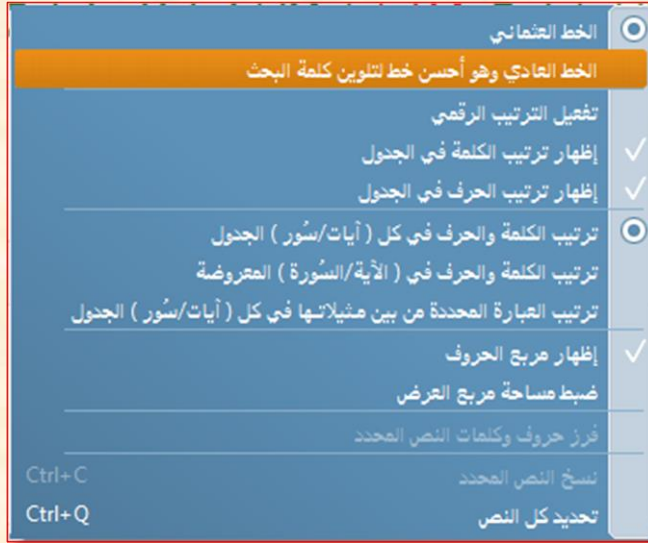 الخط العثماني
الخط العادي وهو أحسن خط لتلوين كلمة البحث
تفعيل الترتيب الرقمي
إظهار ترتيب الكلمة في الجدول
إظهار ترتيب الحرف في الجدول
ترتيب الكلمة والحرف في كل ( آيات/سُور ) الجدول
ترتيب الكلمة والحرف في ( الآية/السُورة ) المعروضة
ترتيب العبارة المحددة من بين مثيلاتها في كل ( آيات/سُور ) الجدول
إظهار مربع الحروف
ضبط مساحة مربع العرض
فرز حروف وكلمات النص المحدد
نسخ النص المحدد Ctrl+C
تحديد كل النص Ctrl+Q